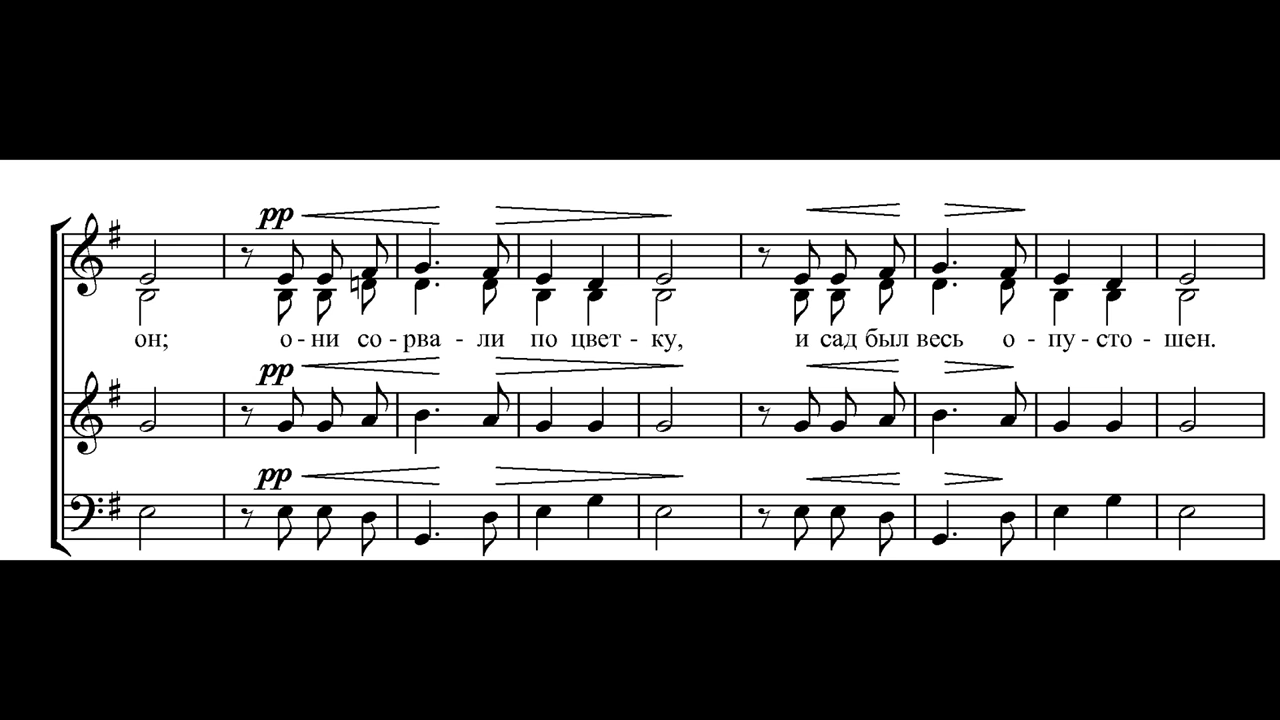 pp
он; о - ни со - рва - ли по цвет - ку, и сад был весь о - пу - сто - шен.
pp
pp